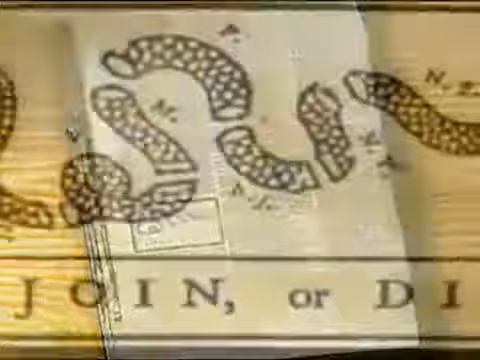 P.
M.
N.Y.
N.J.
JOIN, or DI